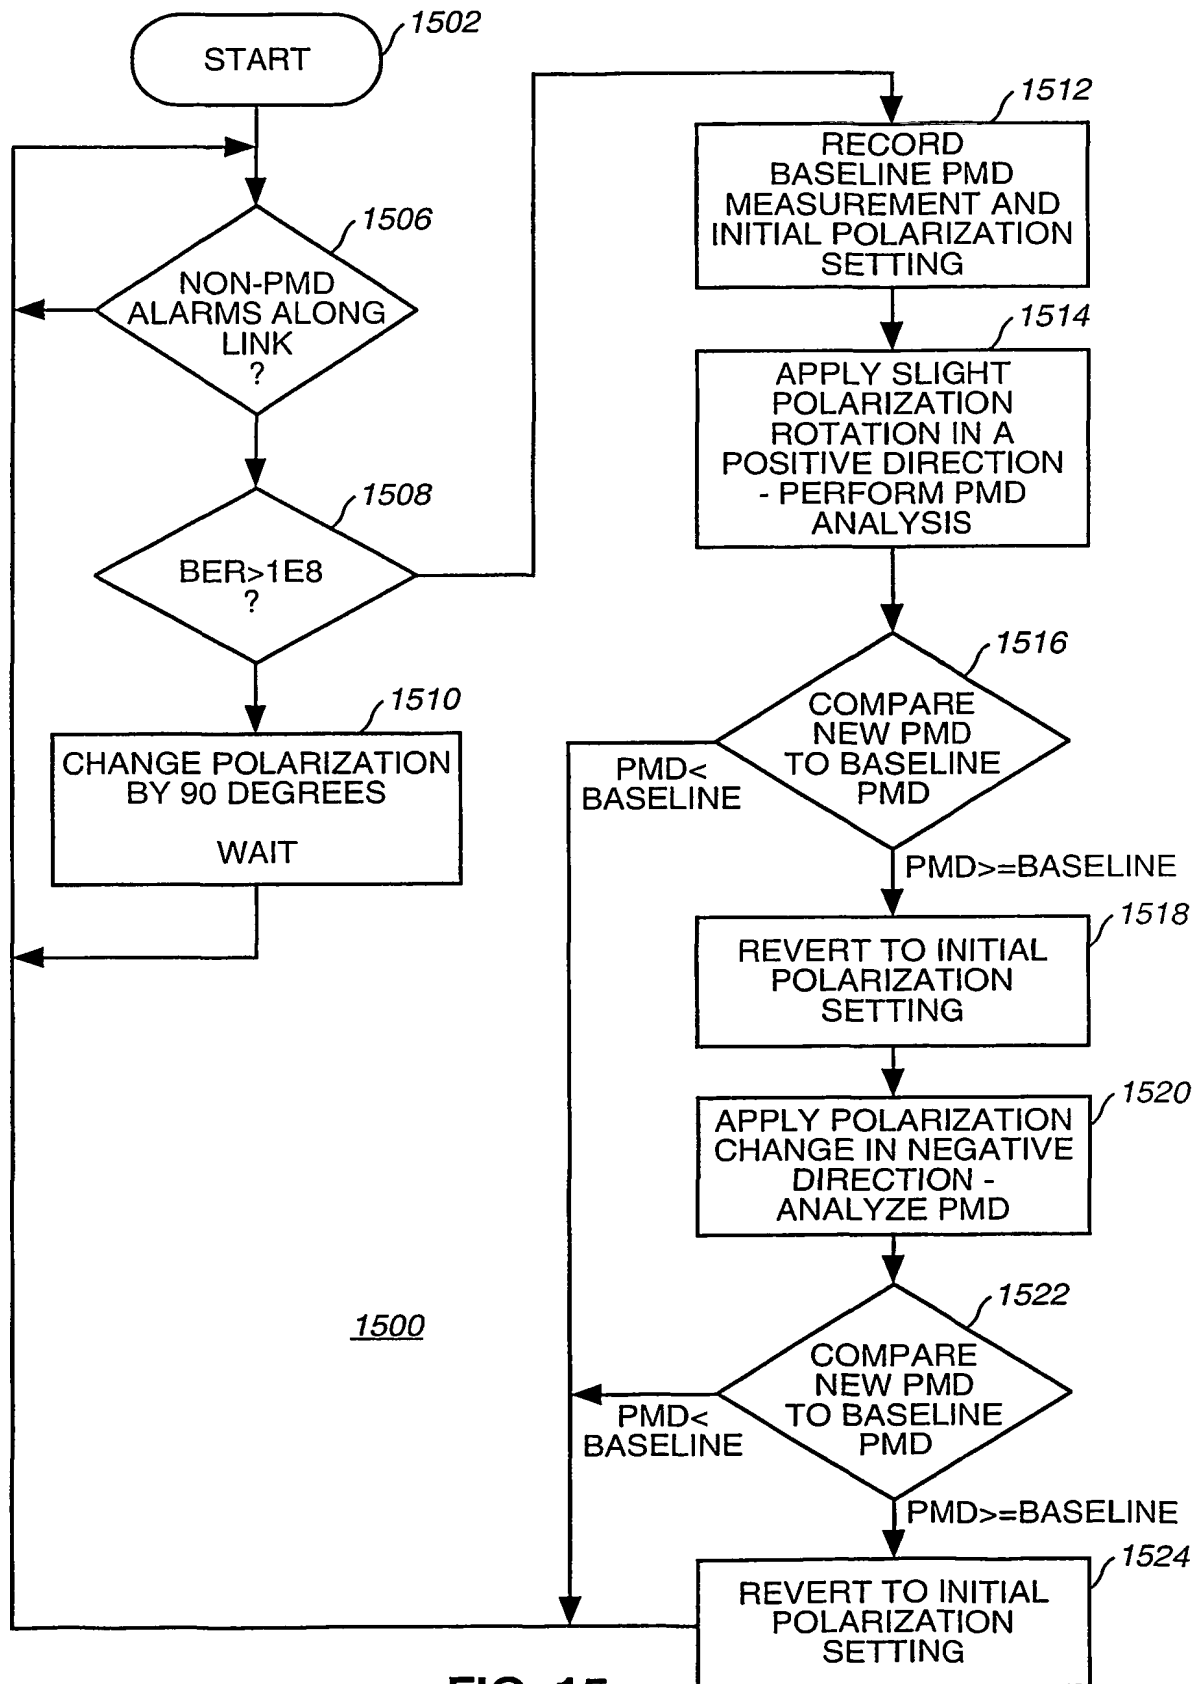 1502
START
1506
NON-PMD
ALARMS ALONG
LINK
?
1508
BER>1E8
?
1510
CHANGE POLARIZATION
BY 90 DEGREES
WAIT
1512
RECORD
BASELINE PMD
MEASUREMENT AND
INITIAL POLARIZATION
SETTING
1514
APPLY SLIGHT
POLARIZATION
ROTATION IN A
POSITIVE DIRECTION
- PERFORM PMD
ANALYSIS
1516
COMPARE
NEW PMD
TO BASELINE
PMD
PMD<
BASELINE
PMD>=BASELINE
1518
REVERT TO INITIAL
POLARIZATION
SETTING
1520
APPLY POLARIZATION
CHANGE IN NEGATIVE
DIRECTION -
ANALYZE PMD
1522
COMPARE
NEW PMD
TO BASELINE
PMD
PMD<
BASELINE
PMD>=BASELINE
1524
REVERT TO INITIAL
POLARIZATION
SETTING
1500